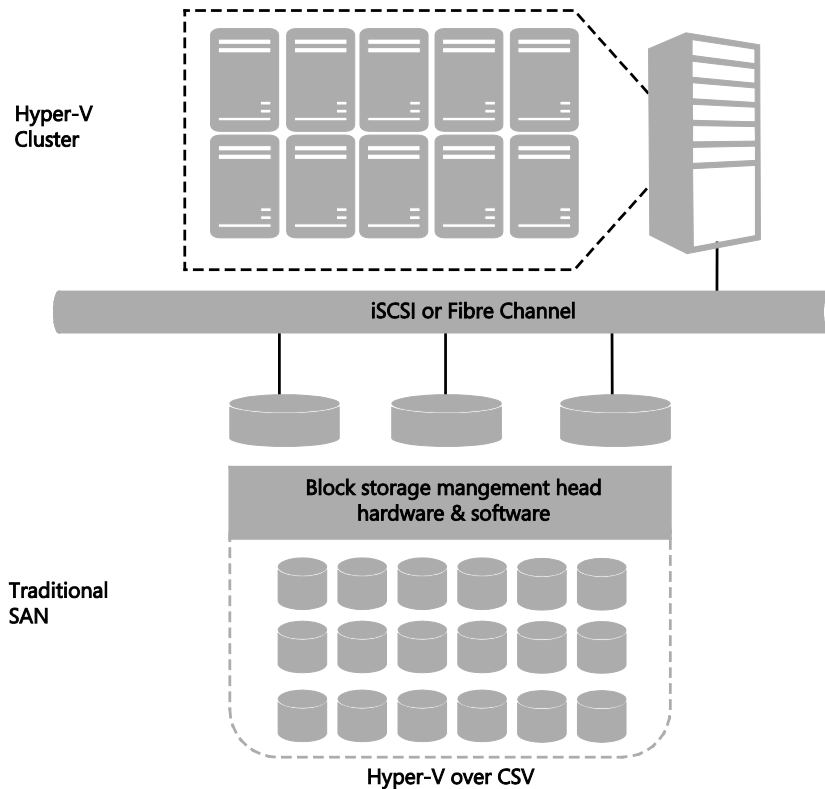 Hyper-V
Cluster
iSCSI or Fibre Channel
Block storage mangement head
hardware & software
Traditional
SAN
Hyper-V over CSV